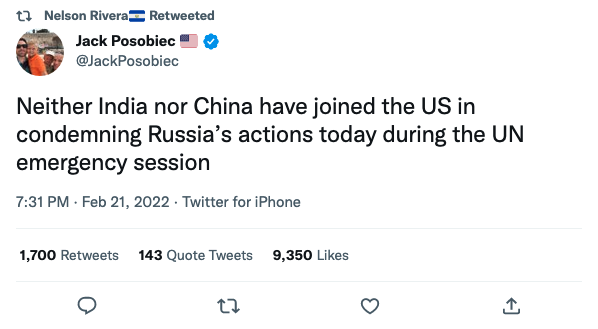 Nelson Rivera🇸🇻 Retweeted
Jack Posobiec 🇺🇸
@JackPosobiec
Neither India nor China have joined the US in
condemning Russia’s actions today during the UN
emergency session
7:31 PM · Feb 21, 2022 · Twitter for iPhone
1,700 Retweets 143 Quote Tweets 9,350 Likes